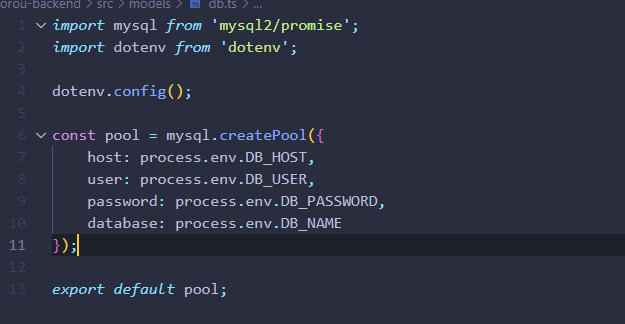 orou-backend > src > models > TS db.ts > ...
1 import mysql from 'mysql2/promise';
2 import dotenv from 'dotenv';
3
4 dotenv.config();
5
6 const pool = mysql.createPool({
7 host: process.env.DB_HOST,
8 user: process.env.DB_USER,
9 password: process.env.DB_PASSWORD,
10 database: process.env.DB_NAME
11 });
12
13 export default pool;